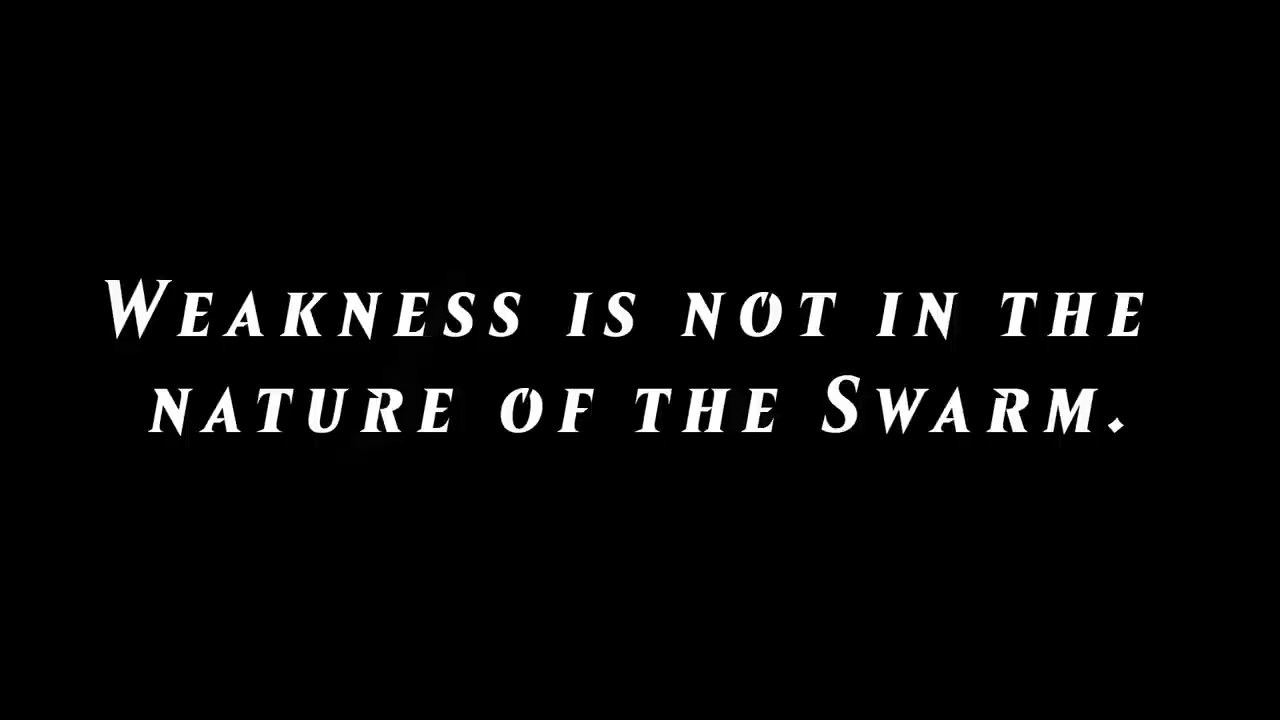 Weakness is not in the
nature of the Swarm.